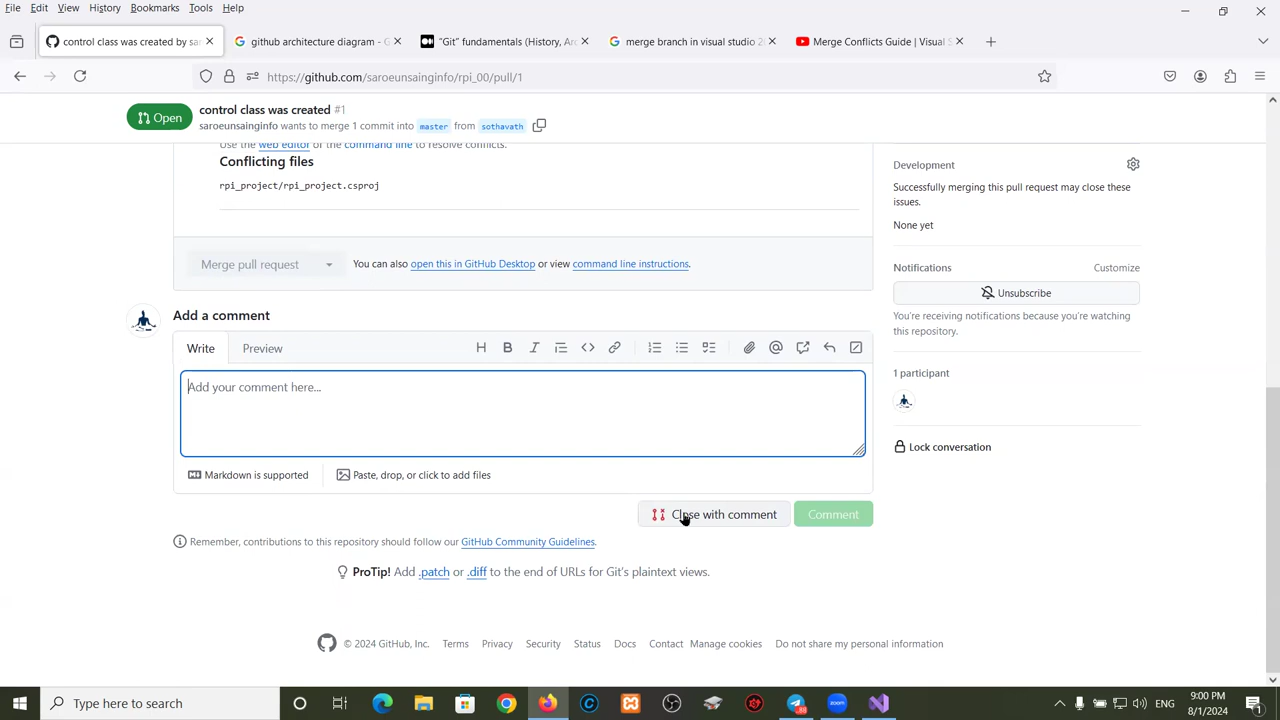 File Edit View History Bookmarks Tools Help
control class was created by sa
github architecture diagram - G
"Git" fundamentals (History, Arc
merge branch in visual studio 2
Merge Conflicts Guide | Visual S
https://github.com/saroeunsainginfo/rpi_00/pull/1
Open
control class was created #1
saroeunsainginfo wants to merge 1 commit into master from sothavath
Use the web editor or the command line to resolve conflicts.
Conflicting files
rpi_project/rpi_project.csproj
Merge pull request
You can also open this in GitHub Desktop or view command line instructions.
Add a comment
Write Preview
Add your comment here...
Markdown is supported
Paste, drop, or click to add files
Close with comment
Comment
Remember, contributions to this repository should follow our GitHub Community Guidelines.
ProTip! Add .patch or .diff to the end of URLs for Git's plaintext views.
Development
Successfully merging this pull request may close these
issues.
None yet
Notifications Customize
Unsubscribe
You're receiving notifications because you're watching
this repository.
1 participant
Lock conversation
© 2024 GitHub, Inc. Terms Privacy Security Status Docs Contact Manage cookies Do not share my personal information
Type here to search
ENG
9:00 PM
8/1/2024